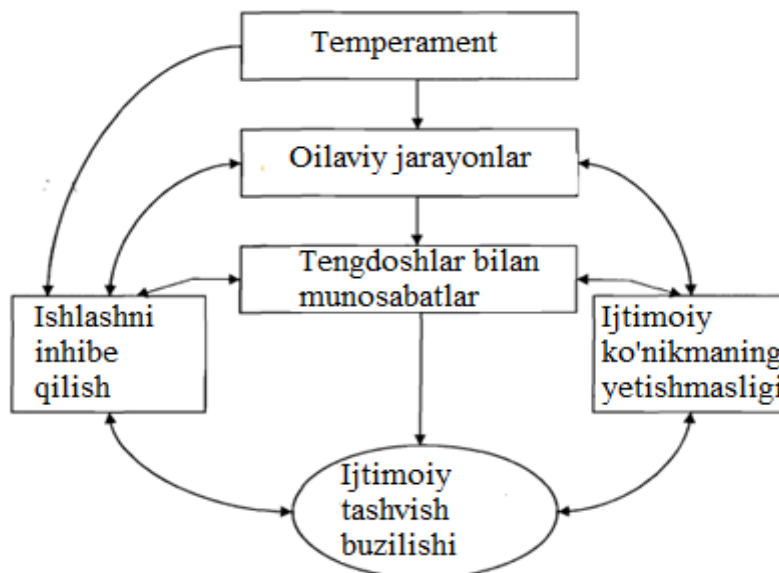 Temperament
Oilaviy jarayonlar
Tengdoshlar bilan
munosabatlar
Ishlashni
inhibe
qilish
Ijtimoiy
ko'nikmaning
yetishmasligi
Ijtimoiy
tashvish
buzilishi